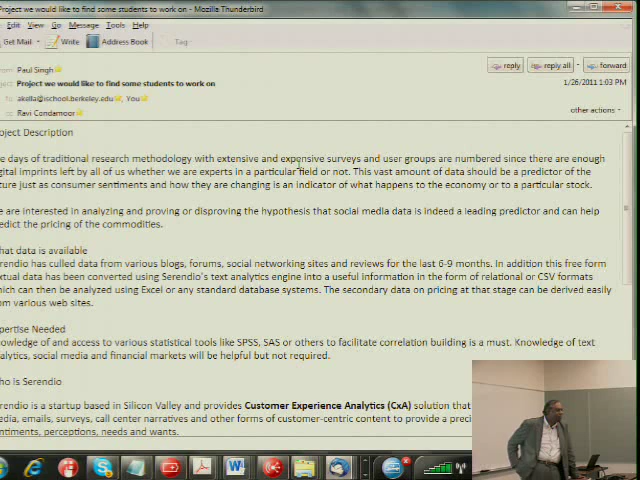 Project we would like to find some students to work on - Mozilla Thunderbird
Edit View Go Message Tools Help
Get Mail Write Address Book Tag
Paul Singh reply reply all forward
Project we would like to find some students to work on 1/26/2011 1:03 PM
to akella@ischool.berkeley.edu, You
Ravi Condamoor other actions
oject Description
e days of traditional research methodology with extensive and expensive surveys and user groups are numbered since there are enough
gital imprints left by all of us whether we are experts in a particular field or not. This vast amount of data should be a predictor of the
ture just as consumer sentiments and how they are changing is an indicator of what happens to the economy or to a particular stock.
e are interested in analyzing and proving or disproving the hypothesis that social media data is indeed a leading predictor and can help
edict the pricing of the commodities.
hat data is available
erendio has culled data from various blogs, forums, social networking sites and reviews for the last 6-9 months. In addition this free form
xtual data has been converted using Serendio's text analytics engine into a useful information in the form of relational or CSV formats
hich can then be analyzed using Excel or any standard database systems. The secondary data on pricing at that stage can be derived easily
om various web sites.
pertise Needed
nowledge of and access to various statistical tools like SPSS, SAS or others to facilitate correlation building is a must. Knowledge of text
alytics, social media and financial markets will be helpful but not required.
ho is Serendio
erendio is a startup based in Silicon Valley and provides Customer Experience Analytics (CxA) solution that
edia, emails, surveys, call center narratives and other forms of customer-centric content to provide a
ntiments, perceptions, needs and wants.